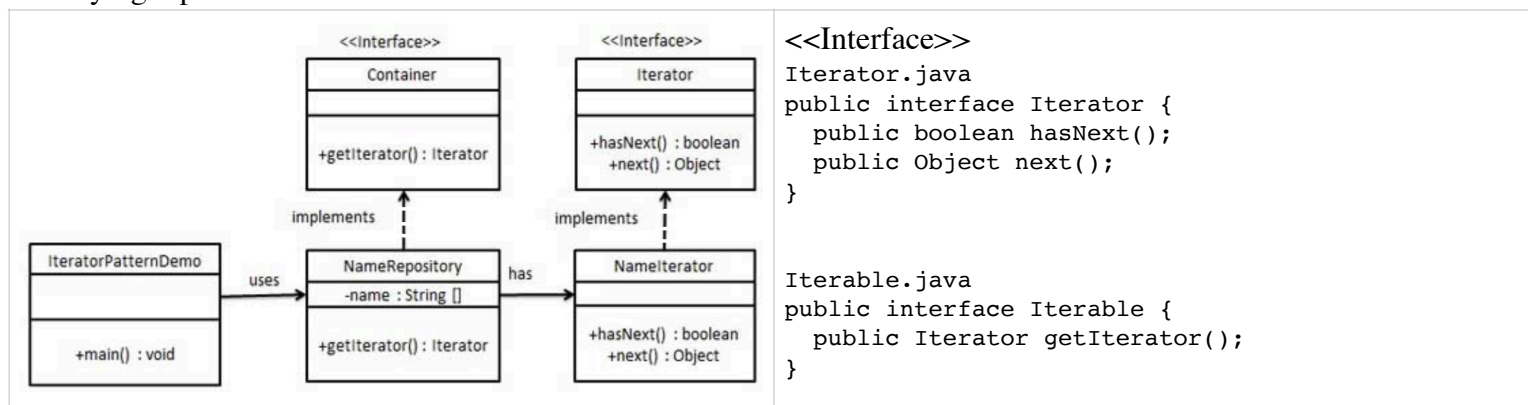 <<Interface>>
Container
+getIterator() : Iterator
<<Interface>>
Iterator
+hasNext() : boolean
+next() : Object
implements
implements
IteratorPatternDemo
+main() : void
uses
NameRepository
-name : String []
+getIterator() : Iterator
has
NameIterator
+hasNext() : boolean
+next() : Object
<<Interface>>
Iterator.java
public interface Iterator {
public boolean hasNext();
public Object next();
}
Iterable.java
public interface Iterable {
public Iterator getIterator();
}